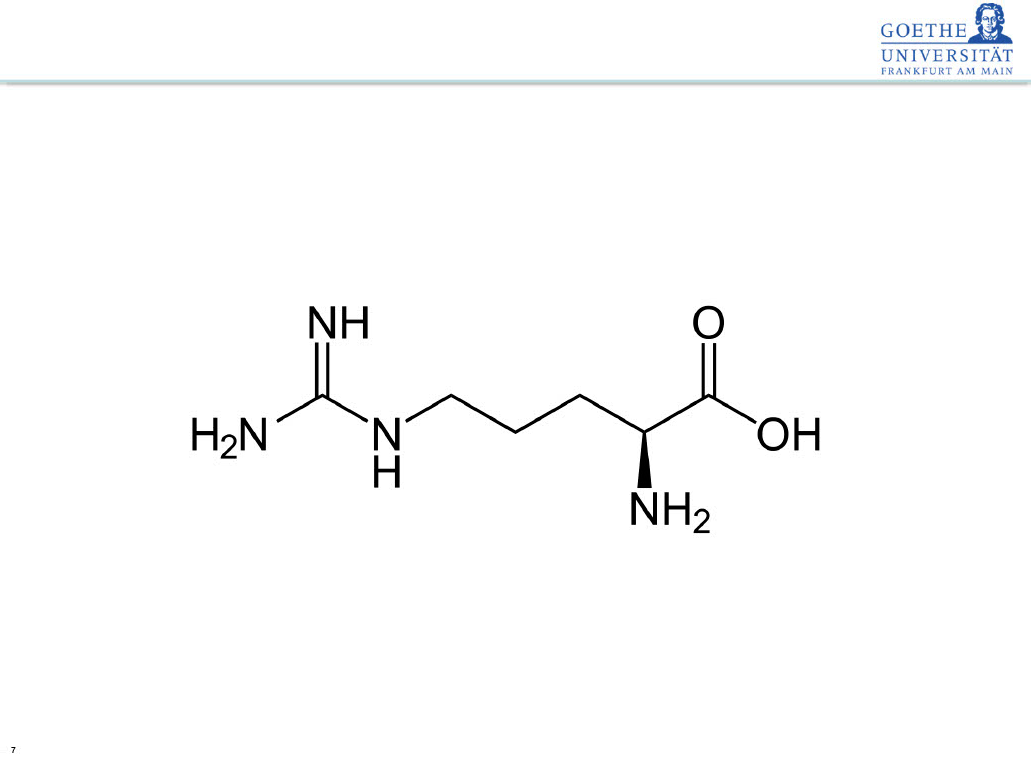 GOETHE
UNIVERSITÄT
FRANKFURT AM MAIN
NH
O
H₂N
N
H
OH
NH₂
7